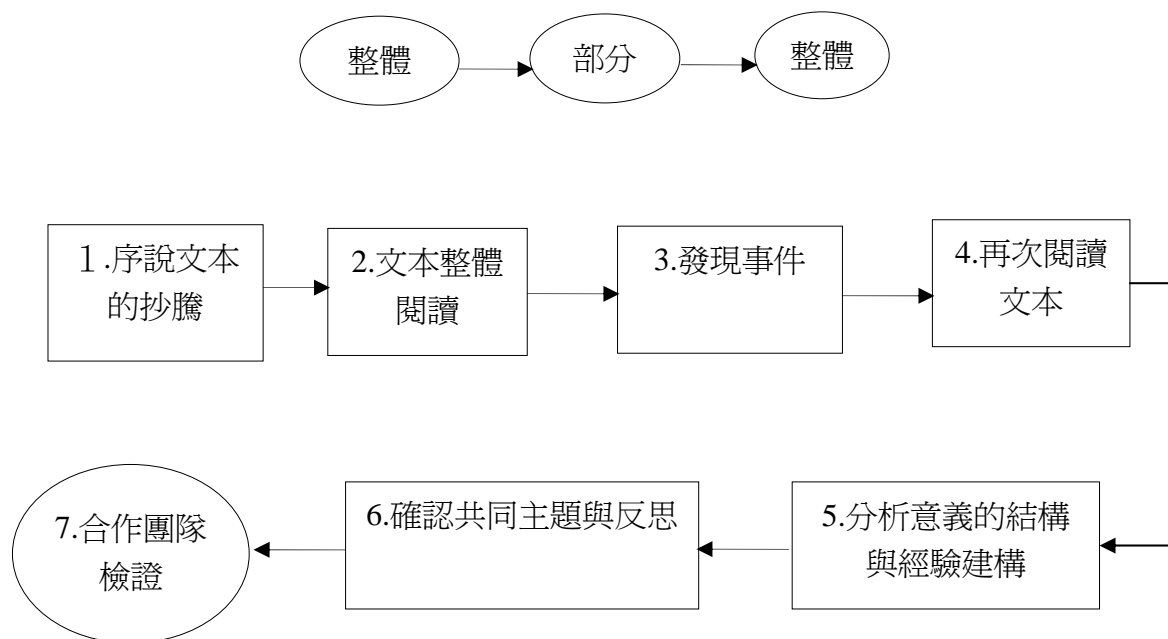 整體
部分
整體
１.序說文本
的抄騰
2.文本整體
閱讀
3.發現事件
4.再次閱讀
文本
5.分析意義的結構
與經驗建構
6.確認共同主題與反思
7.合作團隊
檢證